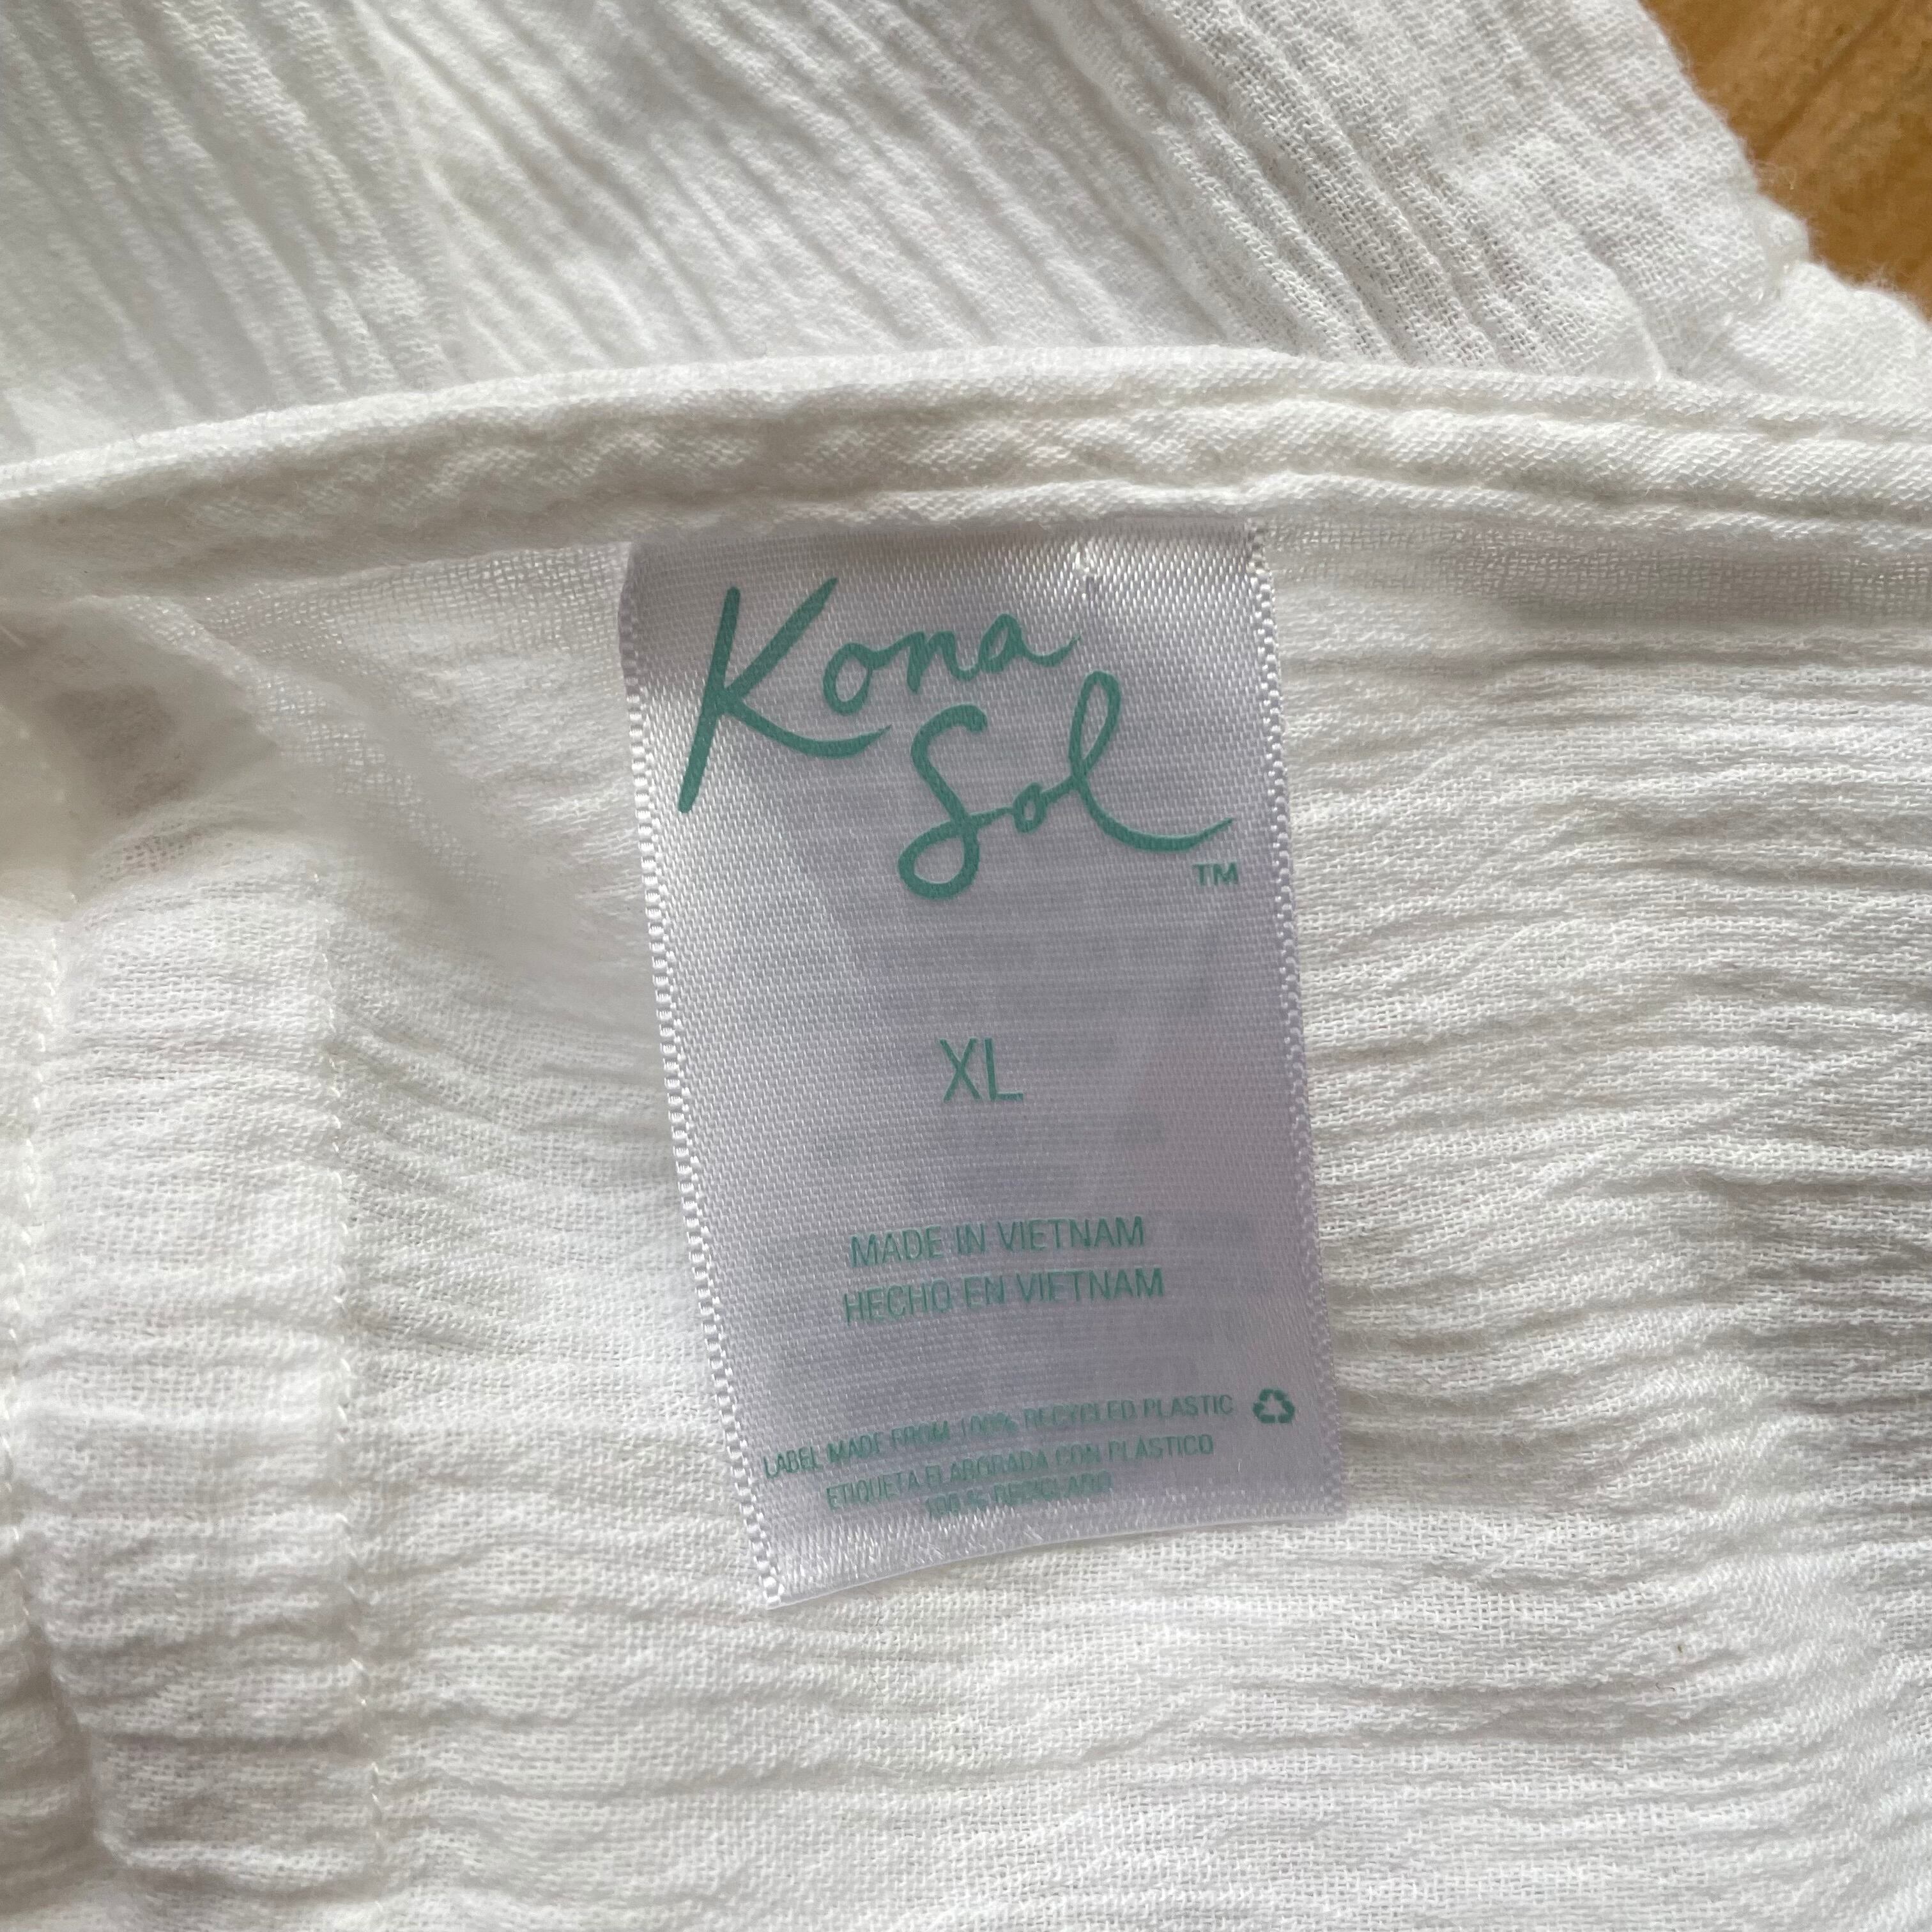 Kona
Sol
TM
XL
MADE IN VIETNAM
HECHO EN VIETNAM
LABEL MADE FROM 100% RECYCLED PLASTIC
ETIQUETA ELABORADA CON PLÁSTICO
100% RECICLADO